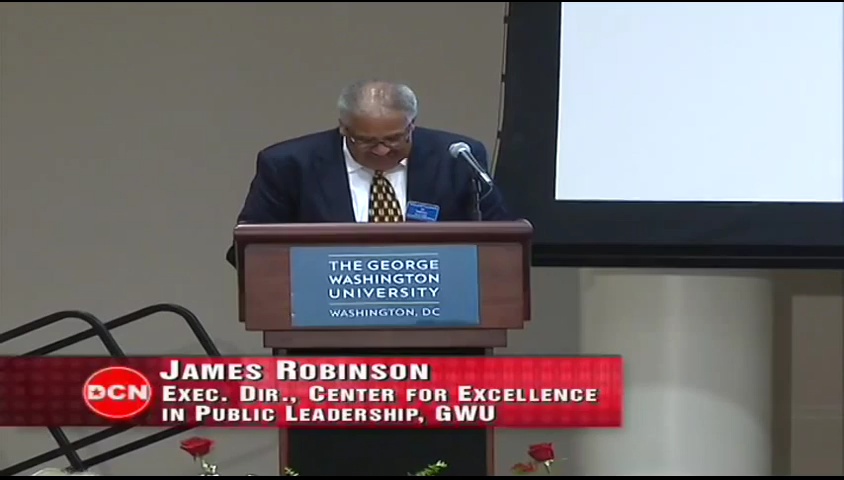 THE GEORGE
WASHINGTON
UNIVERSITY
WASHINGTON, DC
DCN
JAMES ROBINSON
EXEC. DIR., CENTER FOR EXCELLENCE
IN PUBLIC LEADERSHIP, GWU